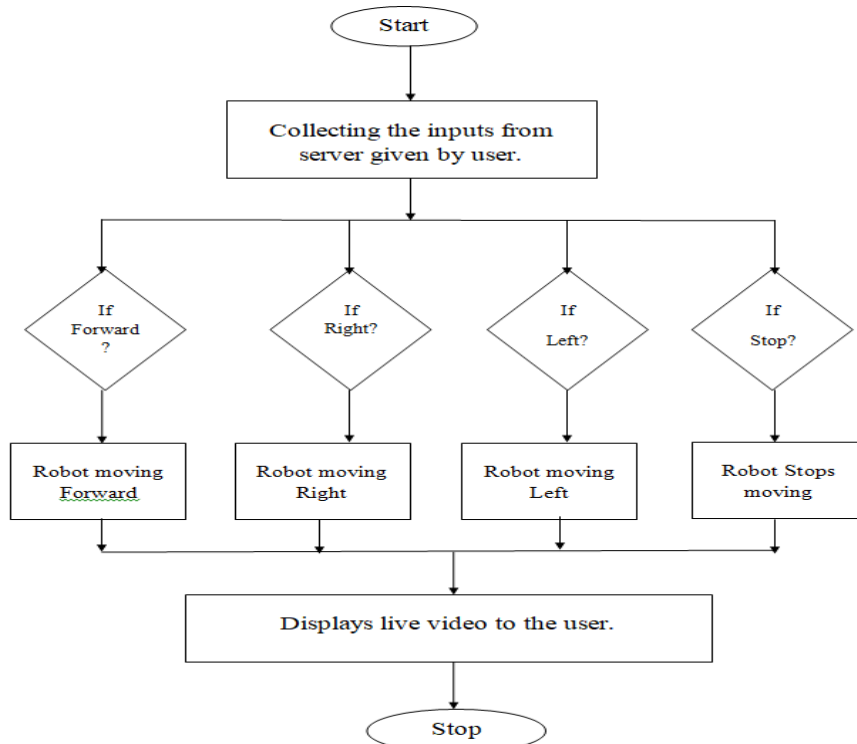 Start
Collecting the inputs from
server given by user.
If
Forward
?
If
Right?
If
Left?
If
Stop?
Robot moving
Forward
Robot moving
Right
Robot moving
Left
Robot Stops
moving
Displays live video to the user.
Stop